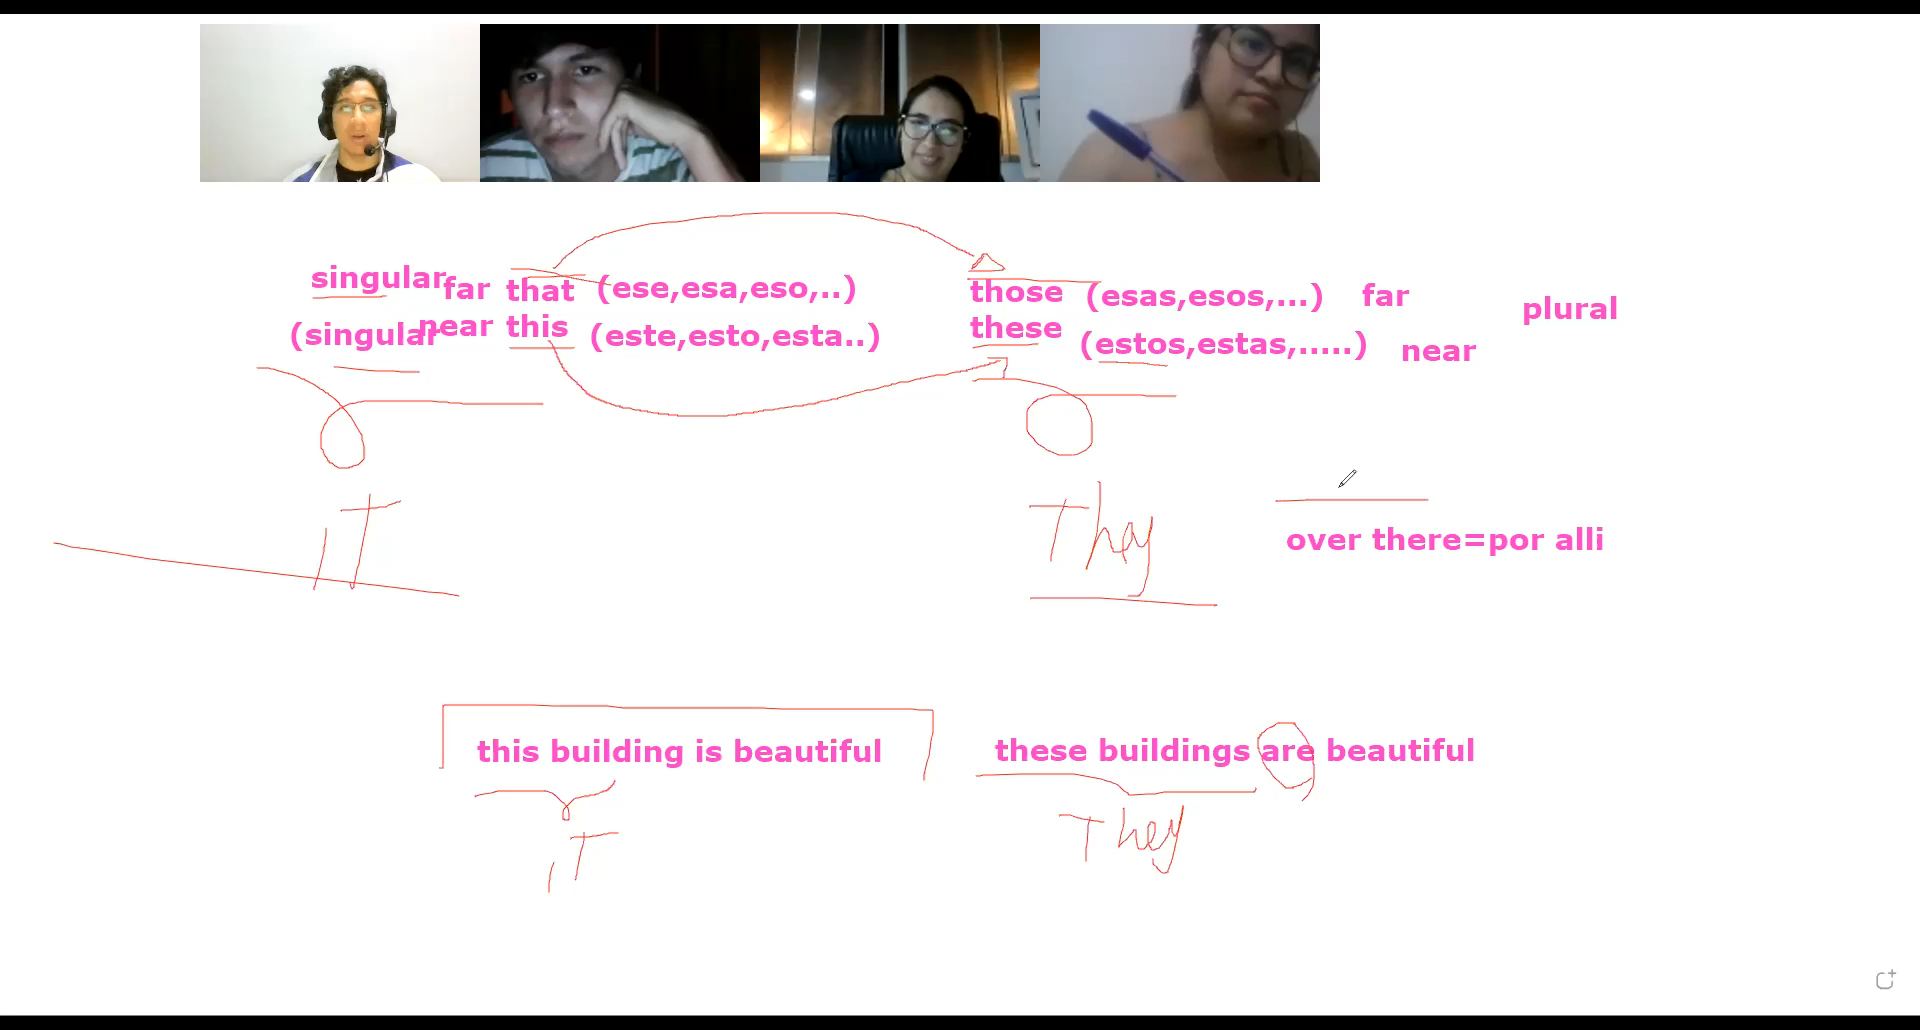 singular far that (ese,esa,eso,..) those (esas,esos,...) far plural
(singular near this (este,esto,esta..) these (estos,estas,.....) near
IT They
over there=por alli
this building is beautiful these buildings are beautiful
IT They